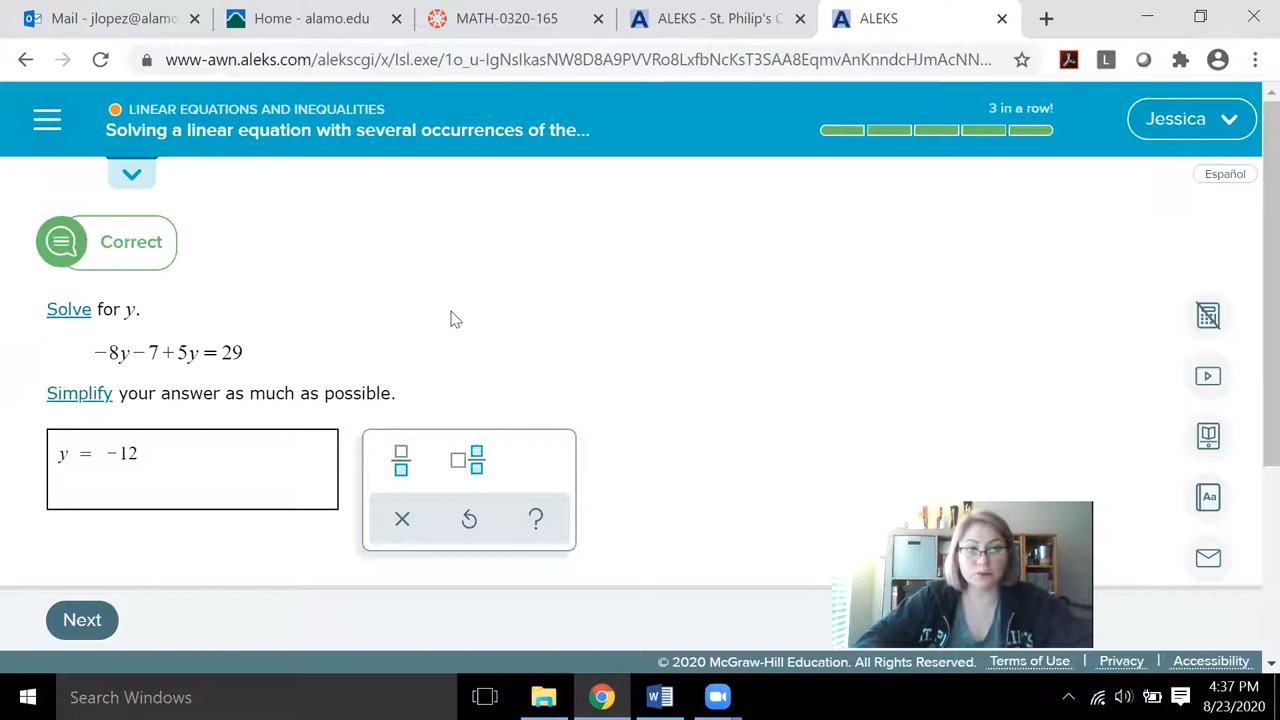 Mail - jlopez@alamo
Home - alamo.edu
MATH-0320-165
ALEKS - St. Philip's C
ALEKS
www-awn.aleks.com/alekscgi/x/Isl.exe/1o_u-IgNsIkasNW8D8A9PVVRo8LxfbNcKsT3SAA8EqmvAnKnndcHJmAcNN...
LINEAR EQUATIONS AND INEQUALITIES
Solving a linear equation with several occurrences of the...
3 in a row!
Jessica
Español
Correct
Solve for y.
−8y−7+5y=29
Simplify your answer as much as possible.
y = −12
?
Aa
Next
© 2020 McGraw-Hill Education. All Rights Reserved. Terms of Use | Privacy | Accessibility
Search Windows
4:37 PM
8/23/2020